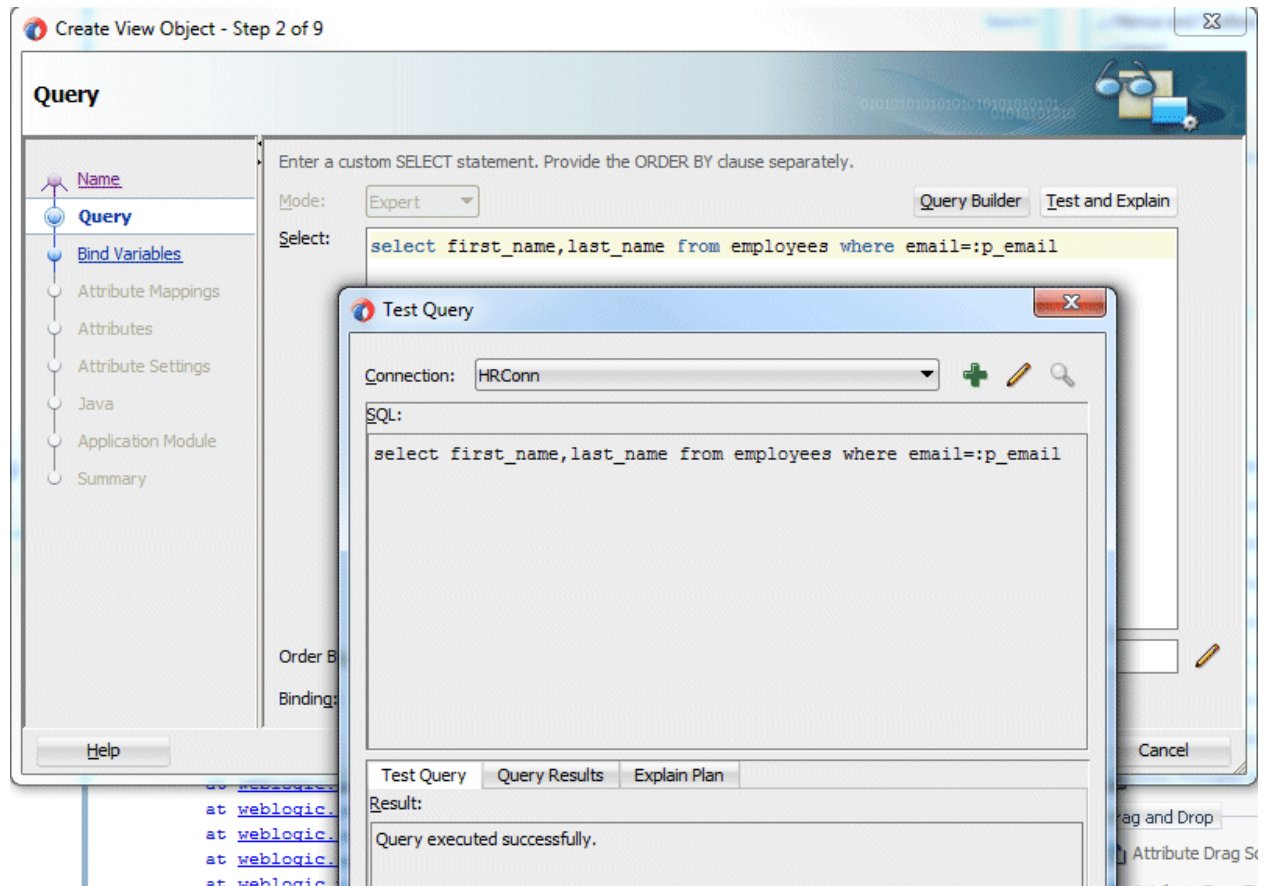 Create View Object - Step 2 of 9
Query
Enter a custom SELECT statement. Provide the ORDER BY clause separately.
Name
Query
Bind Variables
Attribute Mappings
Attributes
Attribute Settings
Java
Application Module
Summary
Mode: Expert
Query Builder Test and Explain
Select:
select first_name,last_name from employees where email=:p_email
Test Query
Connection: HRConn
SQL:
select first_name,last_name from employees where email=:p_email
Order B
Binding:
Help
Cancel
Test Query Query Results Explain Plan
Result:
Query executed successfully.
at weblogic.
at weblogic.
at weblogic.
at weblogic
ag and Drop
Attribute Drag So